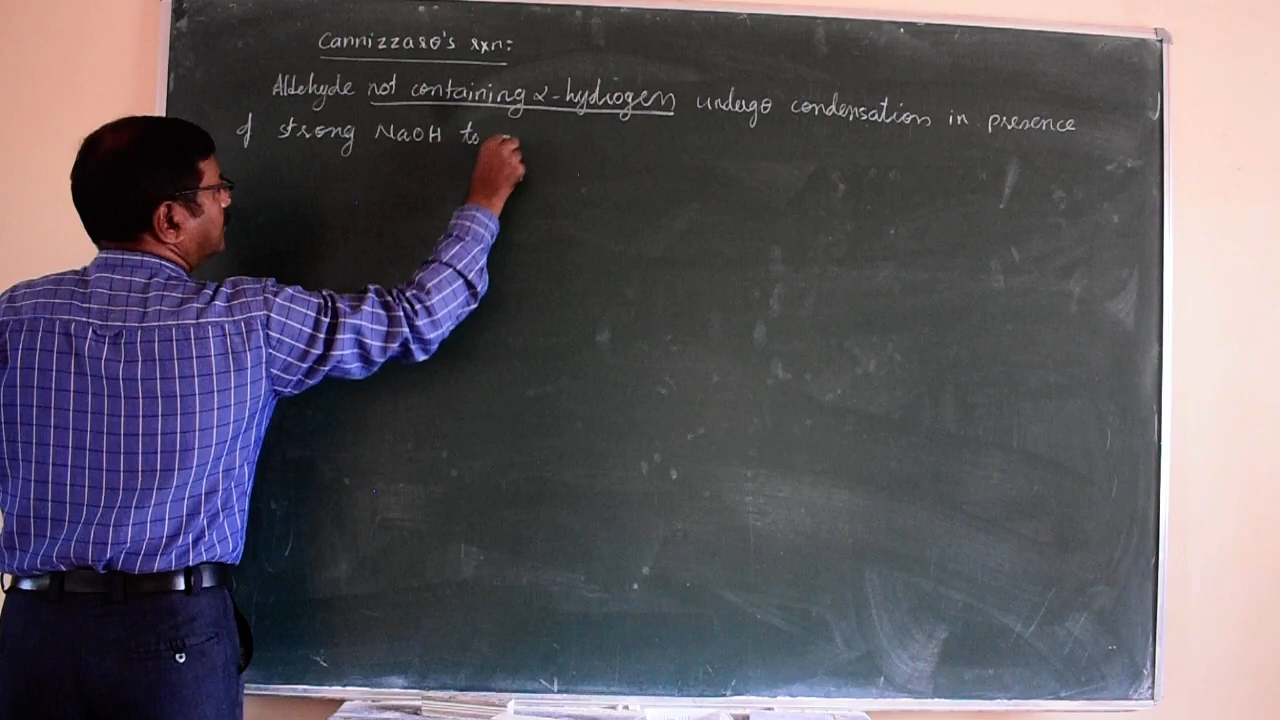 Cannizzaro's rxn:
Aldehyde not containing α-hydrogen undergo condensation in presence
of strong NaOH to